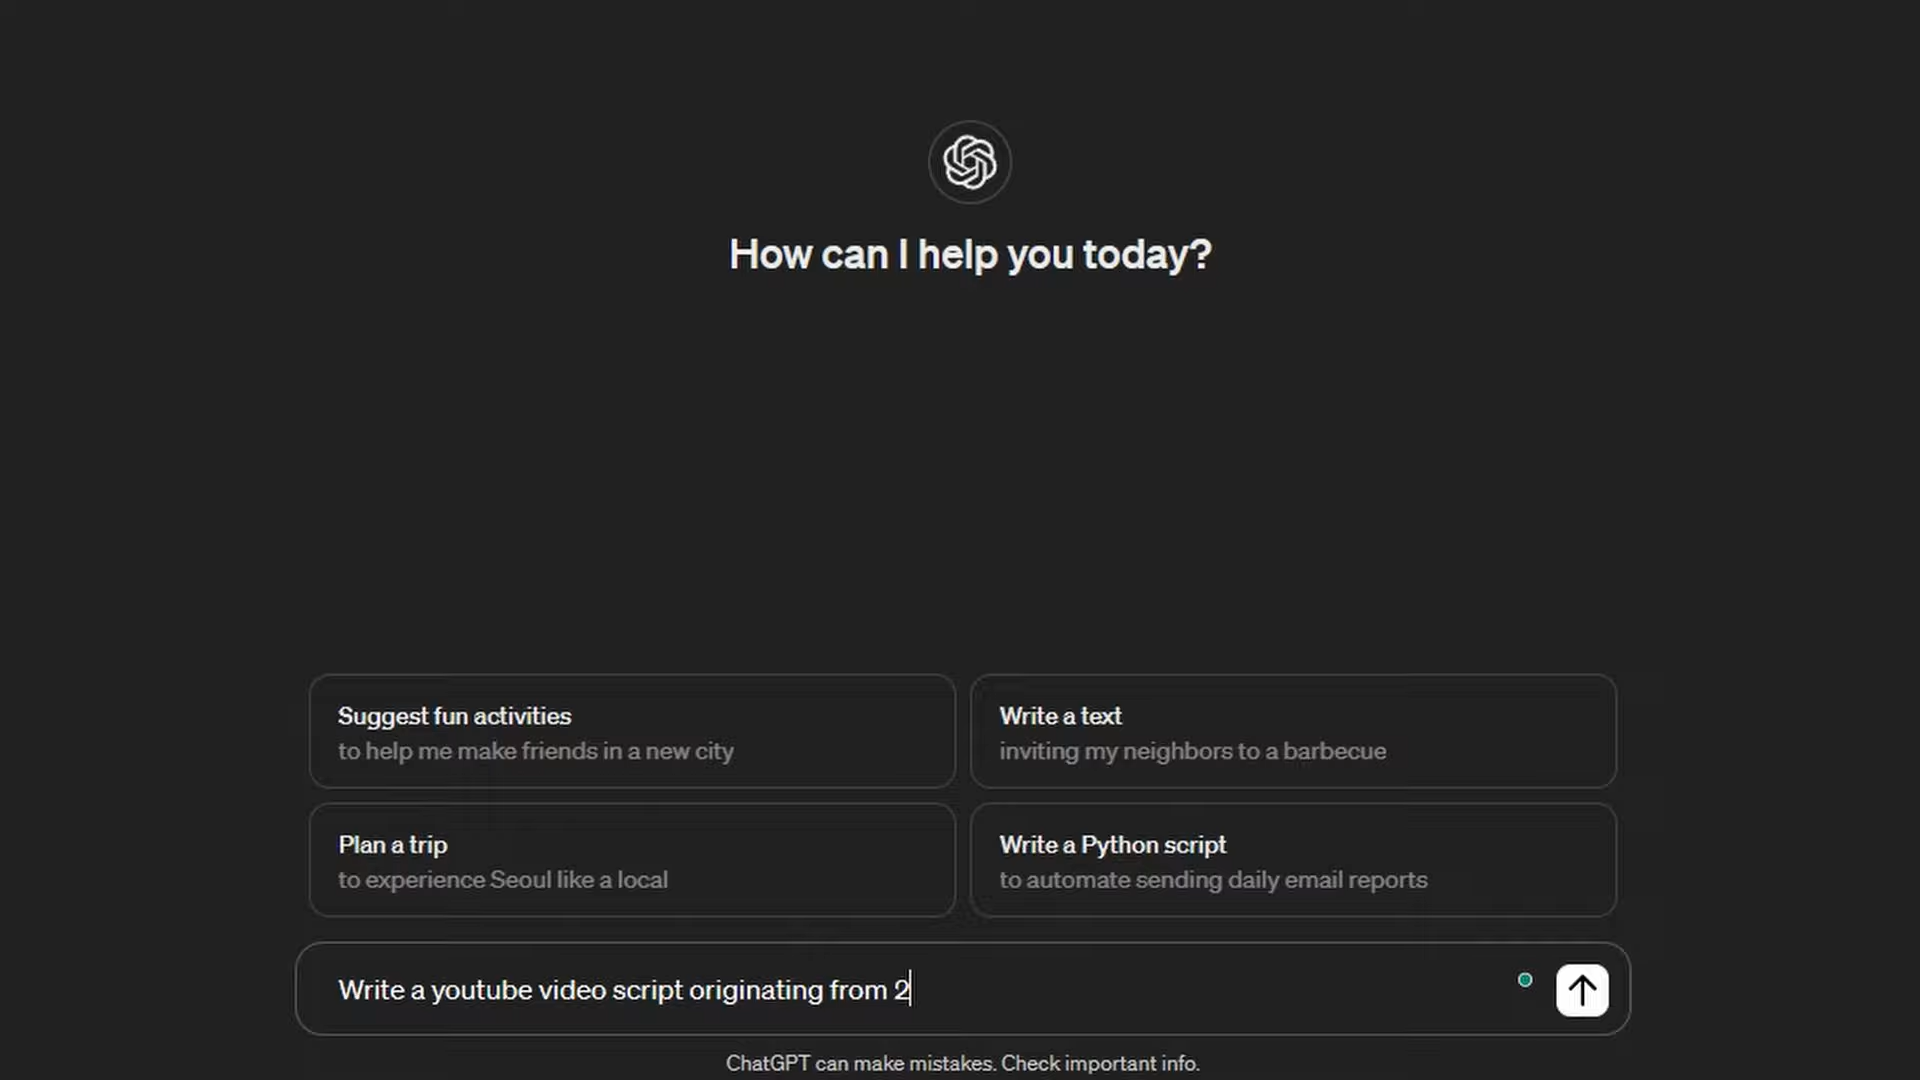 How can I help you today?
Suggest fun activities
to help me make friends in a new city
Write a text
inviting my neighbors to a barbecue
Plan a trip
to experience Seoul like a local
Write a Python script
to automate sending daily email reports
Write a youtube video script originating from 2
ChatGPT can make mistakes. Check important info.